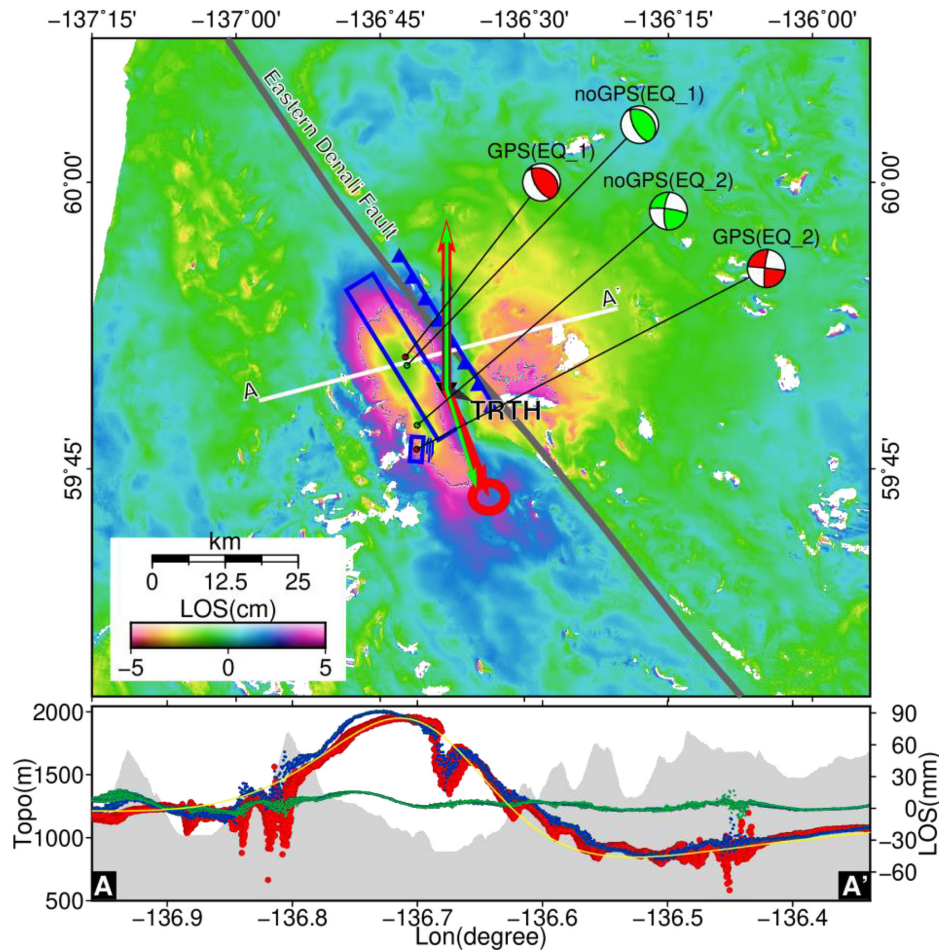 −137˚15' −137˚00' −136˚45' −136˚30' −136˚15' −136˚00'
noGPS(EQ_1)
GPS(EQ_1)
noGPS(EQ_2)
GPS(EQ_2)
Eastern Denali Fault
60˚00'
60˚00'
A
A'
TRTH
59˚45'
59˚45'
km
0 12.5 25
LOS(cm)
−5 0 5
2000
1500
1000
500
Topo(m)
90
60
30
0
−30
−60
LOS(mm)
A
A'
−136.9 −136.8 −136.7 −136.6 −136.5 −136.4
Lon(degree)